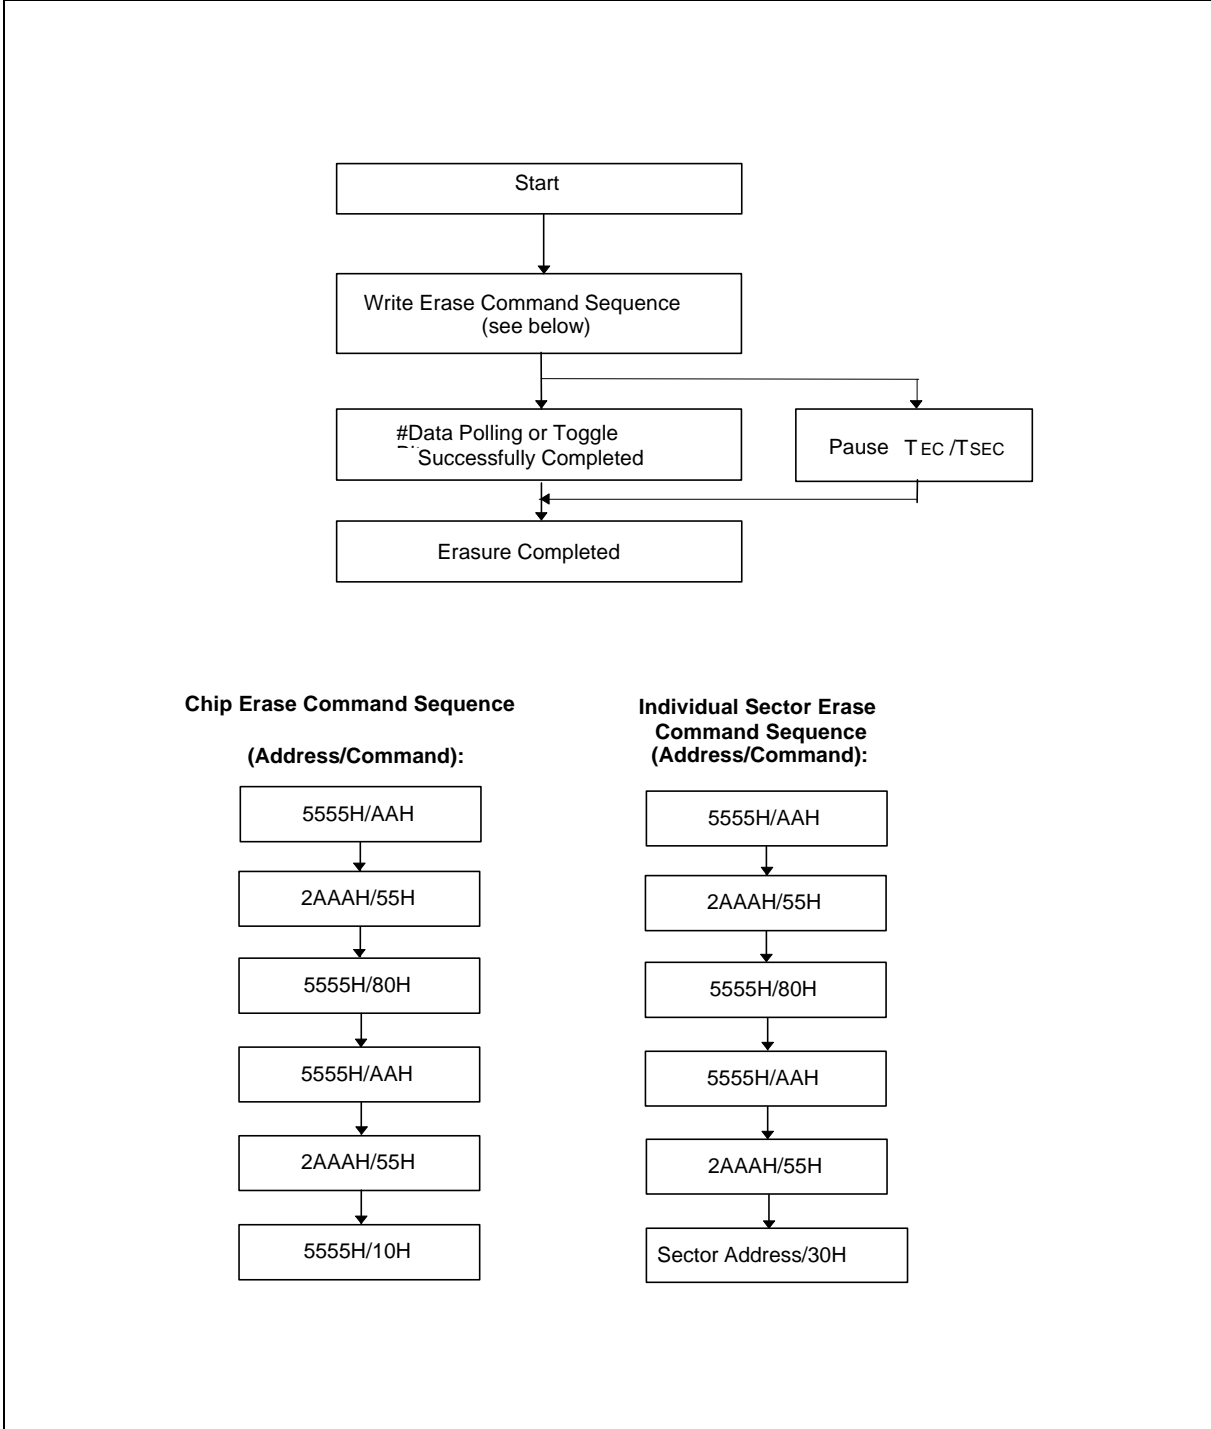 Start
Write Erase Command Sequence
(see below)
#Data Polling or Toggle
Successfully Completed
Pause TEC /TSEC
Erasure Completed
Chip Erase Command Sequence
(Address/Command):
5555H/AAH
2AAAH/55H
5555H/80H
5555H/AAH
2AAAH/55H
5555H/10H
Individual Sector Erase
Command Sequence
(Address/Command):
5555H/AAH
2AAAH/55H
5555H/80H
5555H/AAH
2AAAH/55H
Sector Address/30H